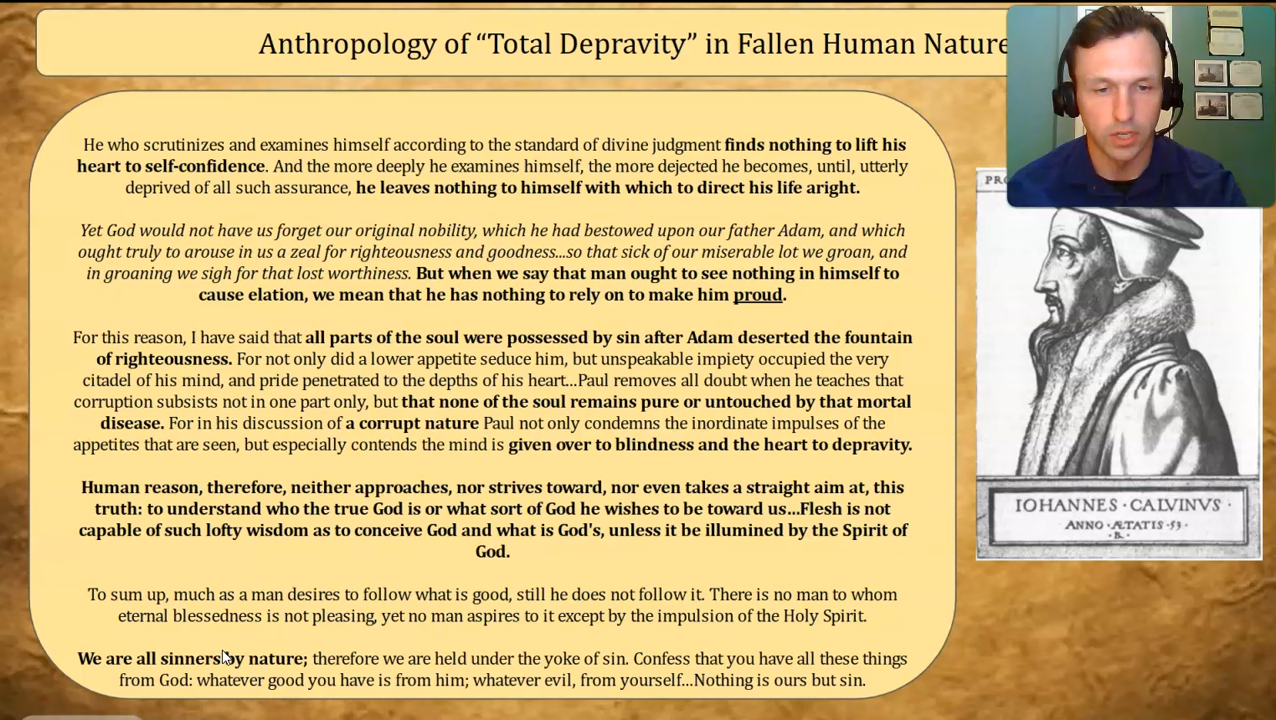 Anthropology of “Total Depravity” in Fallen Human Nature
He who scrutinizes and examines himself according to the standard of divine judgment finds nothing to lift his
heart to self-confidence. And the more deeply he examines himself, the more dejected he becomes, until, utterly
deprived of all such assurance, he leaves nothing to himself with which to direct his life aright.
Yet God would not have us forget our original nobility, which he had bestowed upon our father Adam, and which
ought truly to arouse in us a zeal for righteousness and goodness...so that sick of our miserable lot we groan, and
in groaning we sigh for that lost worthiness. But when we say that man ought to see nothing in himself to
cause elation, we mean that he has nothing to rely on to make him proud.
For this reason, I have said that all parts of the soul were possessed by sin after Adam deserted the fountain
of righteousness. For not only did a lower appetite seduce him, but unspeakable impiety occupied the very
citadel of his mind, and pride penetrated to the depths of his heart...Paul removes all doubt when he teaches that
corruption subsists not in one part only, but that none of the soul remains pure or untouched by that mortal
disease. For in his discussion of a corrupt nature Paul not only condemns the inordinate impulses of the
appetites that are seen, but especially contends the mind is given over to blindness and the heart to depravity.
Human reason, therefore, neither approaches, nor strives toward, nor even takes a straight aim at, this
truth: to understand who the true God is or what sort of God he wishes to be toward us...Flesh is not
capable of such lofty wisdom as to conceive God and what is God's, unless it be illumined by the Spirit of
God.
To sum up, much as a man desires to follow what is good, still he does not follow it. There is no man to whom
eternal blessedness is not pleasing, yet no man aspires to it except by the impulsion of the Holy Spirit.
We are all sinners by nature; therefore we are held under the yoke of sin. Confess that you have all these things
from God: whatever good you have is from him; whatever evil, from yourself...Nothing is ours but sin.
PRO
IOHANNES·CALVINVS·
ANNO·ÆTATIS·53·
·B·